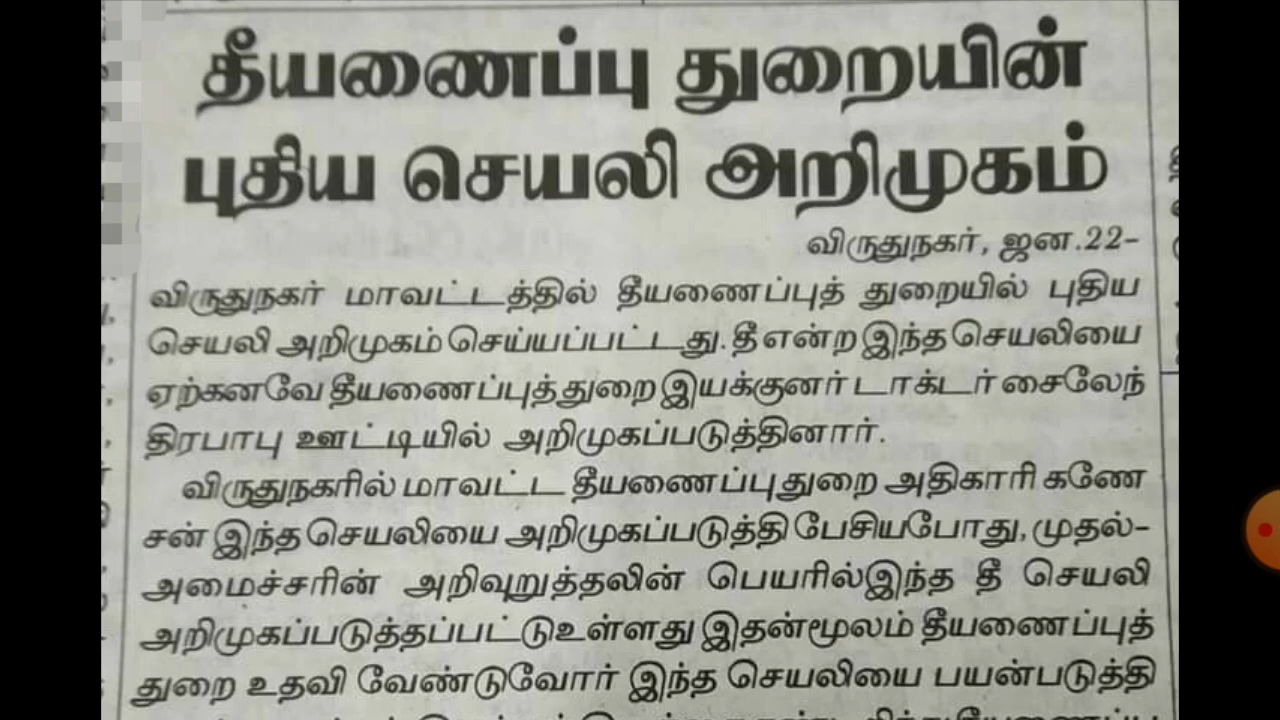 தீயணைப்பு துறையின்
புதிய செயலி அறிமுகம்
விருதுநகர், ஜன.22-
விருதுநகர் மாவட்டத்தில் தீயணைப்புத் துறையில் புதிய
செயலி அறிமுகம் செய்யப்பட்டது. தீ என்ற இந்த செயலியை
ஏற்கனவே தீயணைப்புத் துறை இயக்குனர் டாக்டர் சைலேந்
திரபாபு ஊட்டியில் அறிமுகப்படுத்தினார்.
விருதுநகரில் மாவட்ட தீயணைப்பு துறை அதிகாரி கணே
சன் இந்த செயலியை அறிமுகப்படுத்தி பேசியபோது, முதல்-
அமைச்சரின் அறிவுறுத்தலின் பெயரில் இந்த தீ செயலி
அறிமுகப்படுத்தப்பட்டு உள்ளது இதன்மூலம் தீயணைப்புத்
துறை உதவி வேண்டுவோர் இந்த செயலியை பயன்படுத்தி